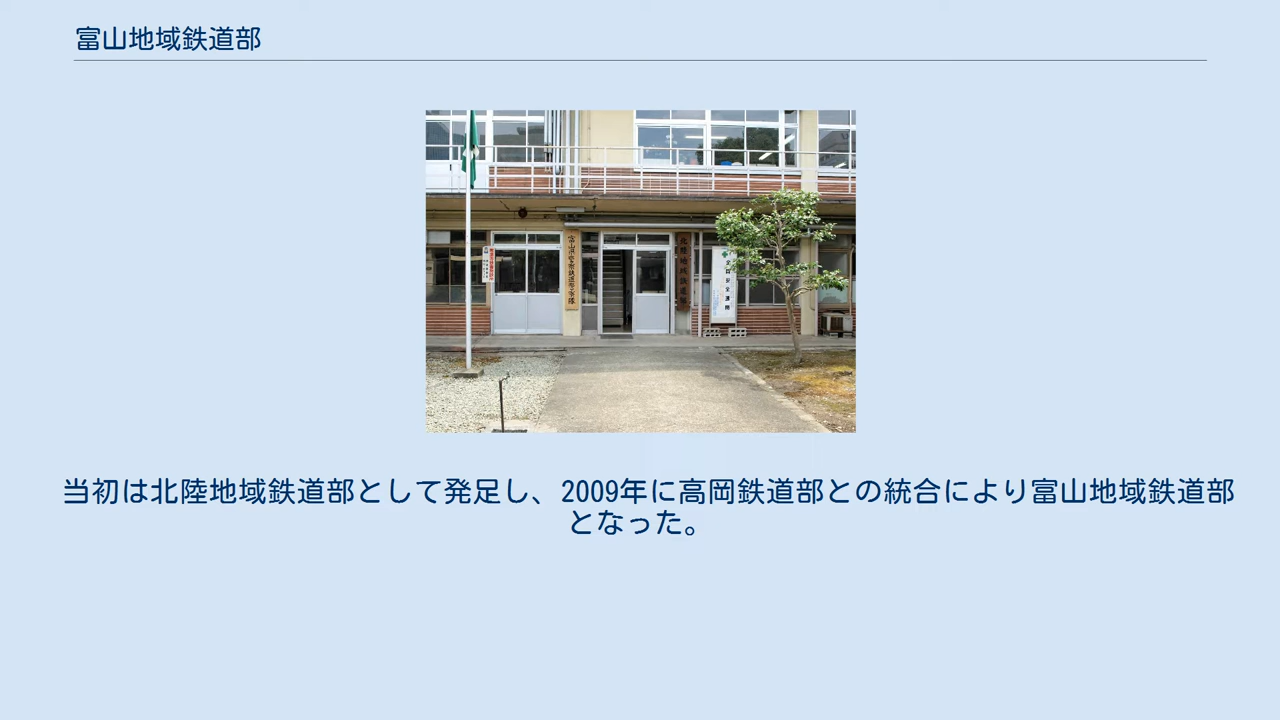 富山地域鉄道部
当初は北陸地域鉄道部として発足し、2009年に高岡鉄道部との統合により富山地域鉄道部
となった。